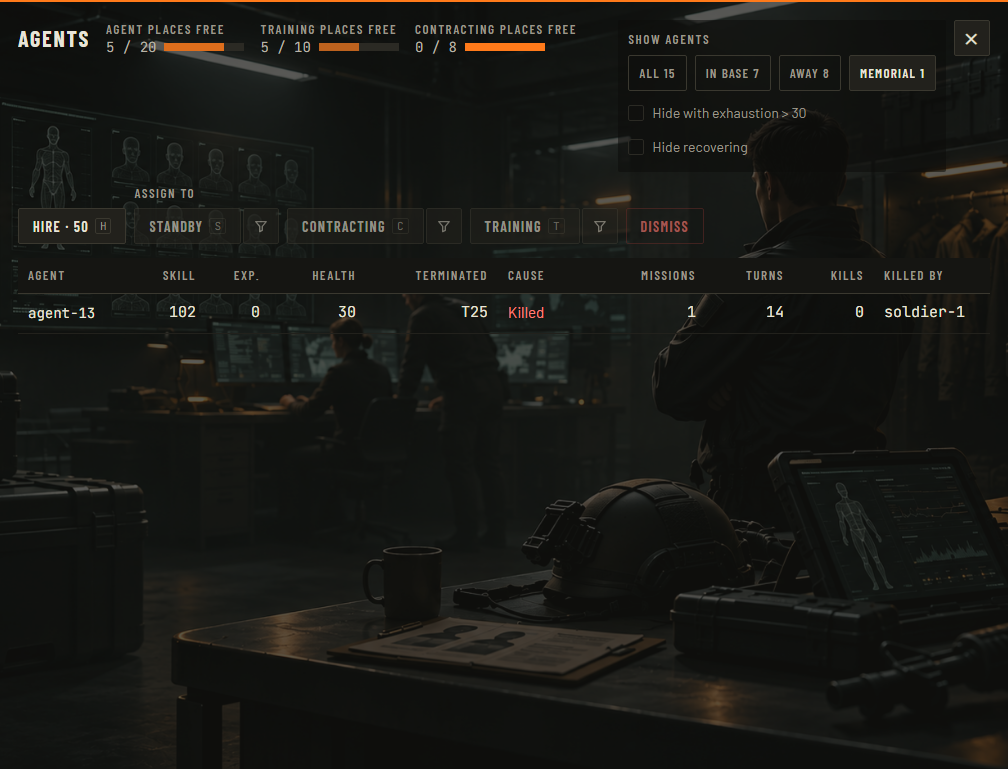 AGENTS
AGENT PLACES FREE
5 / 20
TRAINING PLACES FREE
5 / 10
CONTRACTING PLACES FREE
0 / 8
SHOW AGENTS
ALL 15
IN BASE 7
AWAY 8
MEMORIAL 1
Hide with exhaustion > 30
Hide recovering
ASSIGN TO
HIRE · 50 H
STANDBY S
CONTRACTING C
TRAINING T
DISMISS
AGENT SKILL EXP. HEALTH TERMINATED CAUSE MISSIONS TURNS KILLS KILLED BY
agent-13 102 0 30 T25 Killed 1 14 0 soldier-1